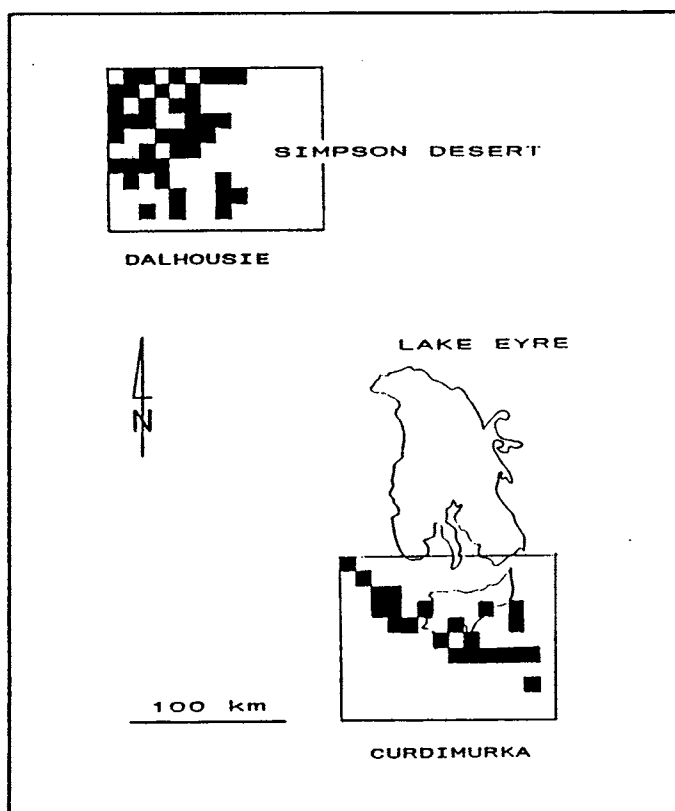 SIMPSON DESERT
DALHOUSIE
LAKE EYRE
N
100 km
CURDIMURKA